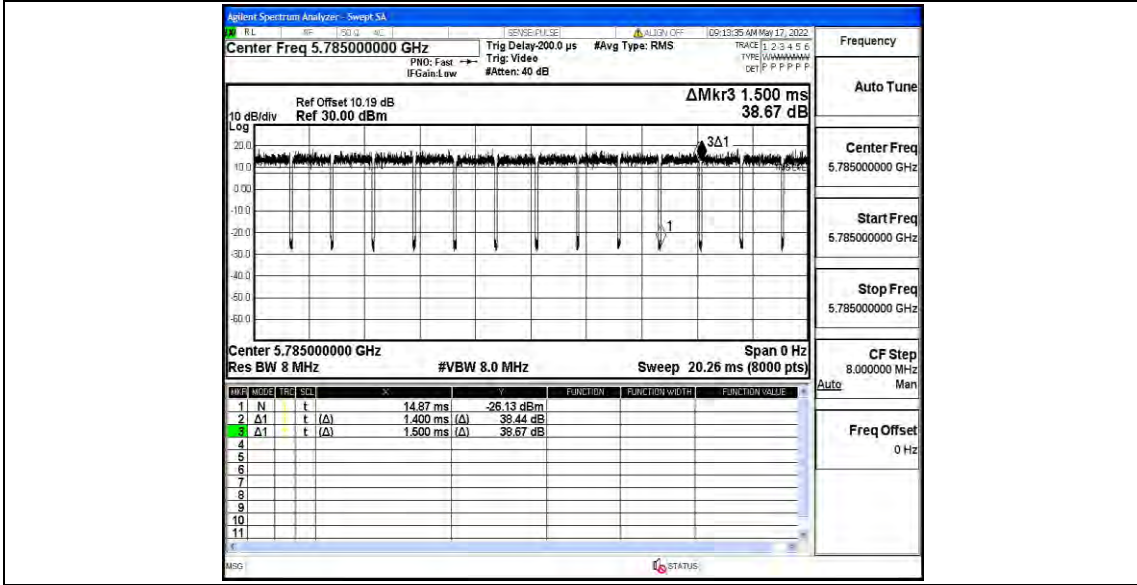 Agilent Spectrum Analyzer - Swept SA
RL RF 50 Ω AC SENSE:PULSE ALIGN OFF 09:13:35 AM May 17, 2022
Center Freq 5.785000000 GHz
PNO: Fast
IFGain:Low
Trig Delay-200.0 µs
Trig: Video
#Atten: 40 dB
#Avg Type: RMS
TRACE 1 2 3 4 5 6
TYPE WWWWWW
DET P P P P P P
ΔMkr3 1.500 ms
38.67 dB
Ref Offset 10.19 dB
10 dB/div Ref 30.00 dBm
Log
20.0
10.0
0.00
-10.0
-20.0
-30.0
-40.0
-50.0
-60.0
3Δ1
1
Center 5.785000000 GHz Span 0 Hz
Res BW 8 MHz #VBW 8.0 MHz Sweep 20.26 ms (8000 pts)
MKR MODE TRC SCL X Y FUNCTION FUNCTION WIDTH FUNCTION VALUE
1 N t 14.87 ms -26.13 dBm
2 Δ1 t (Δ) 1.400 ms (Δ) 38.44 dB
3 Δ1 t (Δ) 1.500 ms (Δ) 38.67 dB
4
5
6
7
8
9
10
11
MSG STATUS
Frequency
Auto Tune
Center Freq
5.785000000 GHz
Start Freq
5.785000000 GHz
Stop Freq
5.785000000 GHz
CF Step
8.000000 MHz
Auto Man
Freq Offset
0 Hz